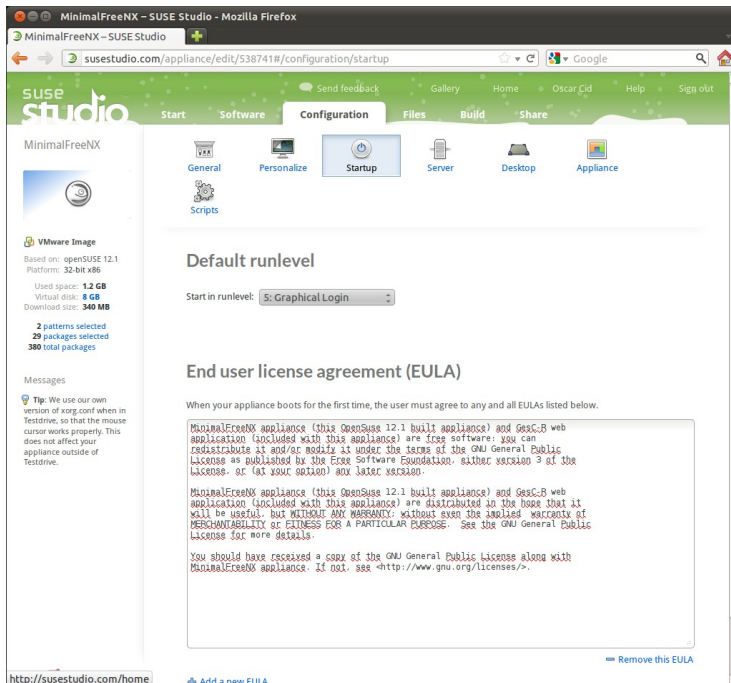 MinimalFreeNX – SUSE Studio - Mozilla Firefox
MinimalFreeNX – SUSE Studio
susestudio.com/appliance/edit/538741#/configuration/startup
Google
suse
studio
Send feedback
Gallery
Home
Oscar Cid
Help
Sign out
Start
Software
Configuration
Files
Build
Share
MinimalFreeNX
General
Personalize
Startup
Server
Desktop
Appliance
Scripts
VMware Image
Based on: openSUSE 12.1
Platform: 32-bit x86
Used space: 1.2 GB
Virtual disk: 8 GB
Download size: 340 MB
2 patterns selected
29 packages selected
380 total packages
Messages
Tip: We use our own
version of xorg.conf when in
Testdrive, so that the mouse
cursor works properly. This
does not affect your
appliance outside of
Testdrive.
Default runlevel
Start in runlevel: 5: Graphical Login
End user license agreement (EULA)
When your appliance boots for the first time, the user must agree to any and all EULAs listed below.
MinimalFreeNX appliance (this OpenSuse 12.1 built appliance) and GesC-R web
application (included with this appliance) are free software: you can
redistribute it and/or modify it under the terms of the GNU General Public
License as published by the Free Software Foundation, either version 3 of the
License, or (at your option) any later version.
MinimalFreeNX appliance (this OpenSuse 12.1 built appliance) and GesC-R web
application (included with this appliance) are distributed in the hope that it
will be useful, but WITHOUT ANY WARRANTY; without even the implied warranty of
MERCHANTABILITY or FITNESS FOR A PARTICULAR PURPOSE. See the GNU General Public
License for more details.
You should have received a copy of the GNU General Public License along with
MinimalFreeNX appliance. If not, see <http://www.gnu.org/licenses/>.
Remove this EULA
Add a new EULA
http://susestudio.com/home